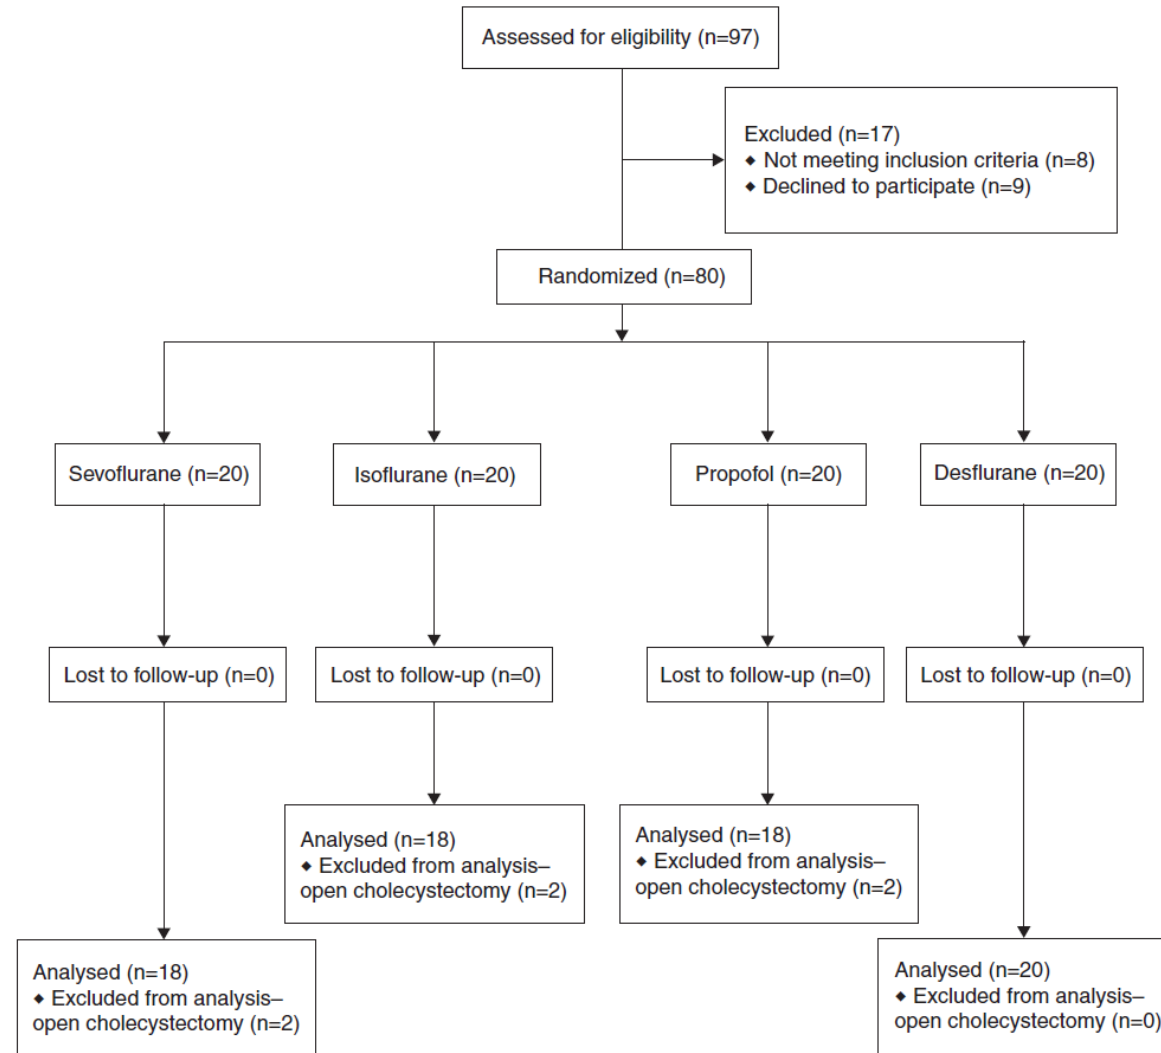 Assessed for eligibility (n=97)
Excluded (n=17)
◆ Not meeting inclusion criteria (n=8)
◆ Declined to participate (n=9)
Randomized (n=80)
Sevoflurane (n=20)
Isoflurane (n=20)
Propofol (n=20)
Desflurane (n=20)
Lost to follow-up (n=0)
Lost to follow-up (n=0)
Lost to follow-up (n=0)
Lost to follow-up (n=0)
Analysed (n=18)
◆ Excluded from analysis–
open cholecystectomy (n=2)
Analysed (n=18)
◆ Excluded from analysis–
open cholecystectomy (n=2)
Analysed (n=18)
◆ Excluded from analysis–
open cholecystectomy (n=2)
Analysed (n=20)
◆ Excluded from analysis–
open cholecystectomy (n=0)